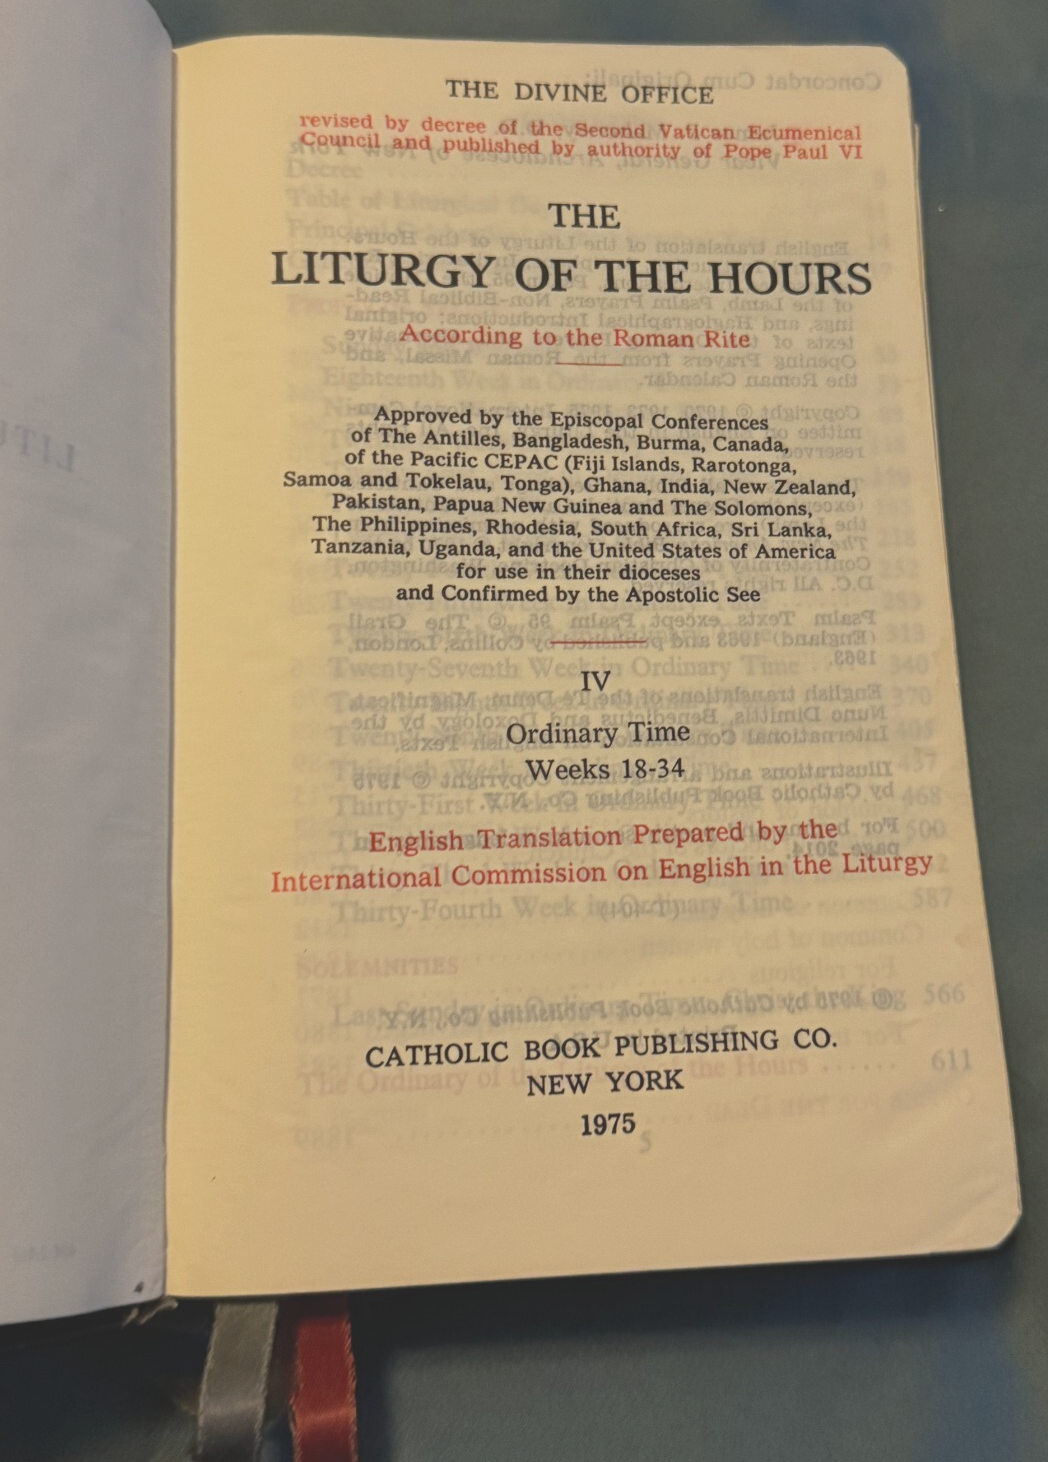 THE DIVINE OFFICE
revised by decree of the Second Vatican Ecumenical
Council and published by authority of Pope Paul VI
THE
LITURGY OF THE HOURS
According to the Roman Rite
Approved by the Episcopal Conferences
of The Antilles, Bangladesh, Burma, Canada,
of the Pacific CEPAC (Fiji Islands, Rarotonga,
Samoa and Tokelau, Tonga), Ghana, India, New Zealand,
Pakistan, Papua New Guinea and The Solomons,
The Philippines, Rhodesia, South Africa, Sri Lanka,
Tanzania, Uganda, and the United States of America
for use in their dioceses
and Confirmed by the Apostolic See
IV
Ordinary Time
Weeks 18-34
English Translation Prepared by the
International Commission on English in the Liturgy
CATHOLIC BOOK PUBLISHING CO.
NEW YORK
1975